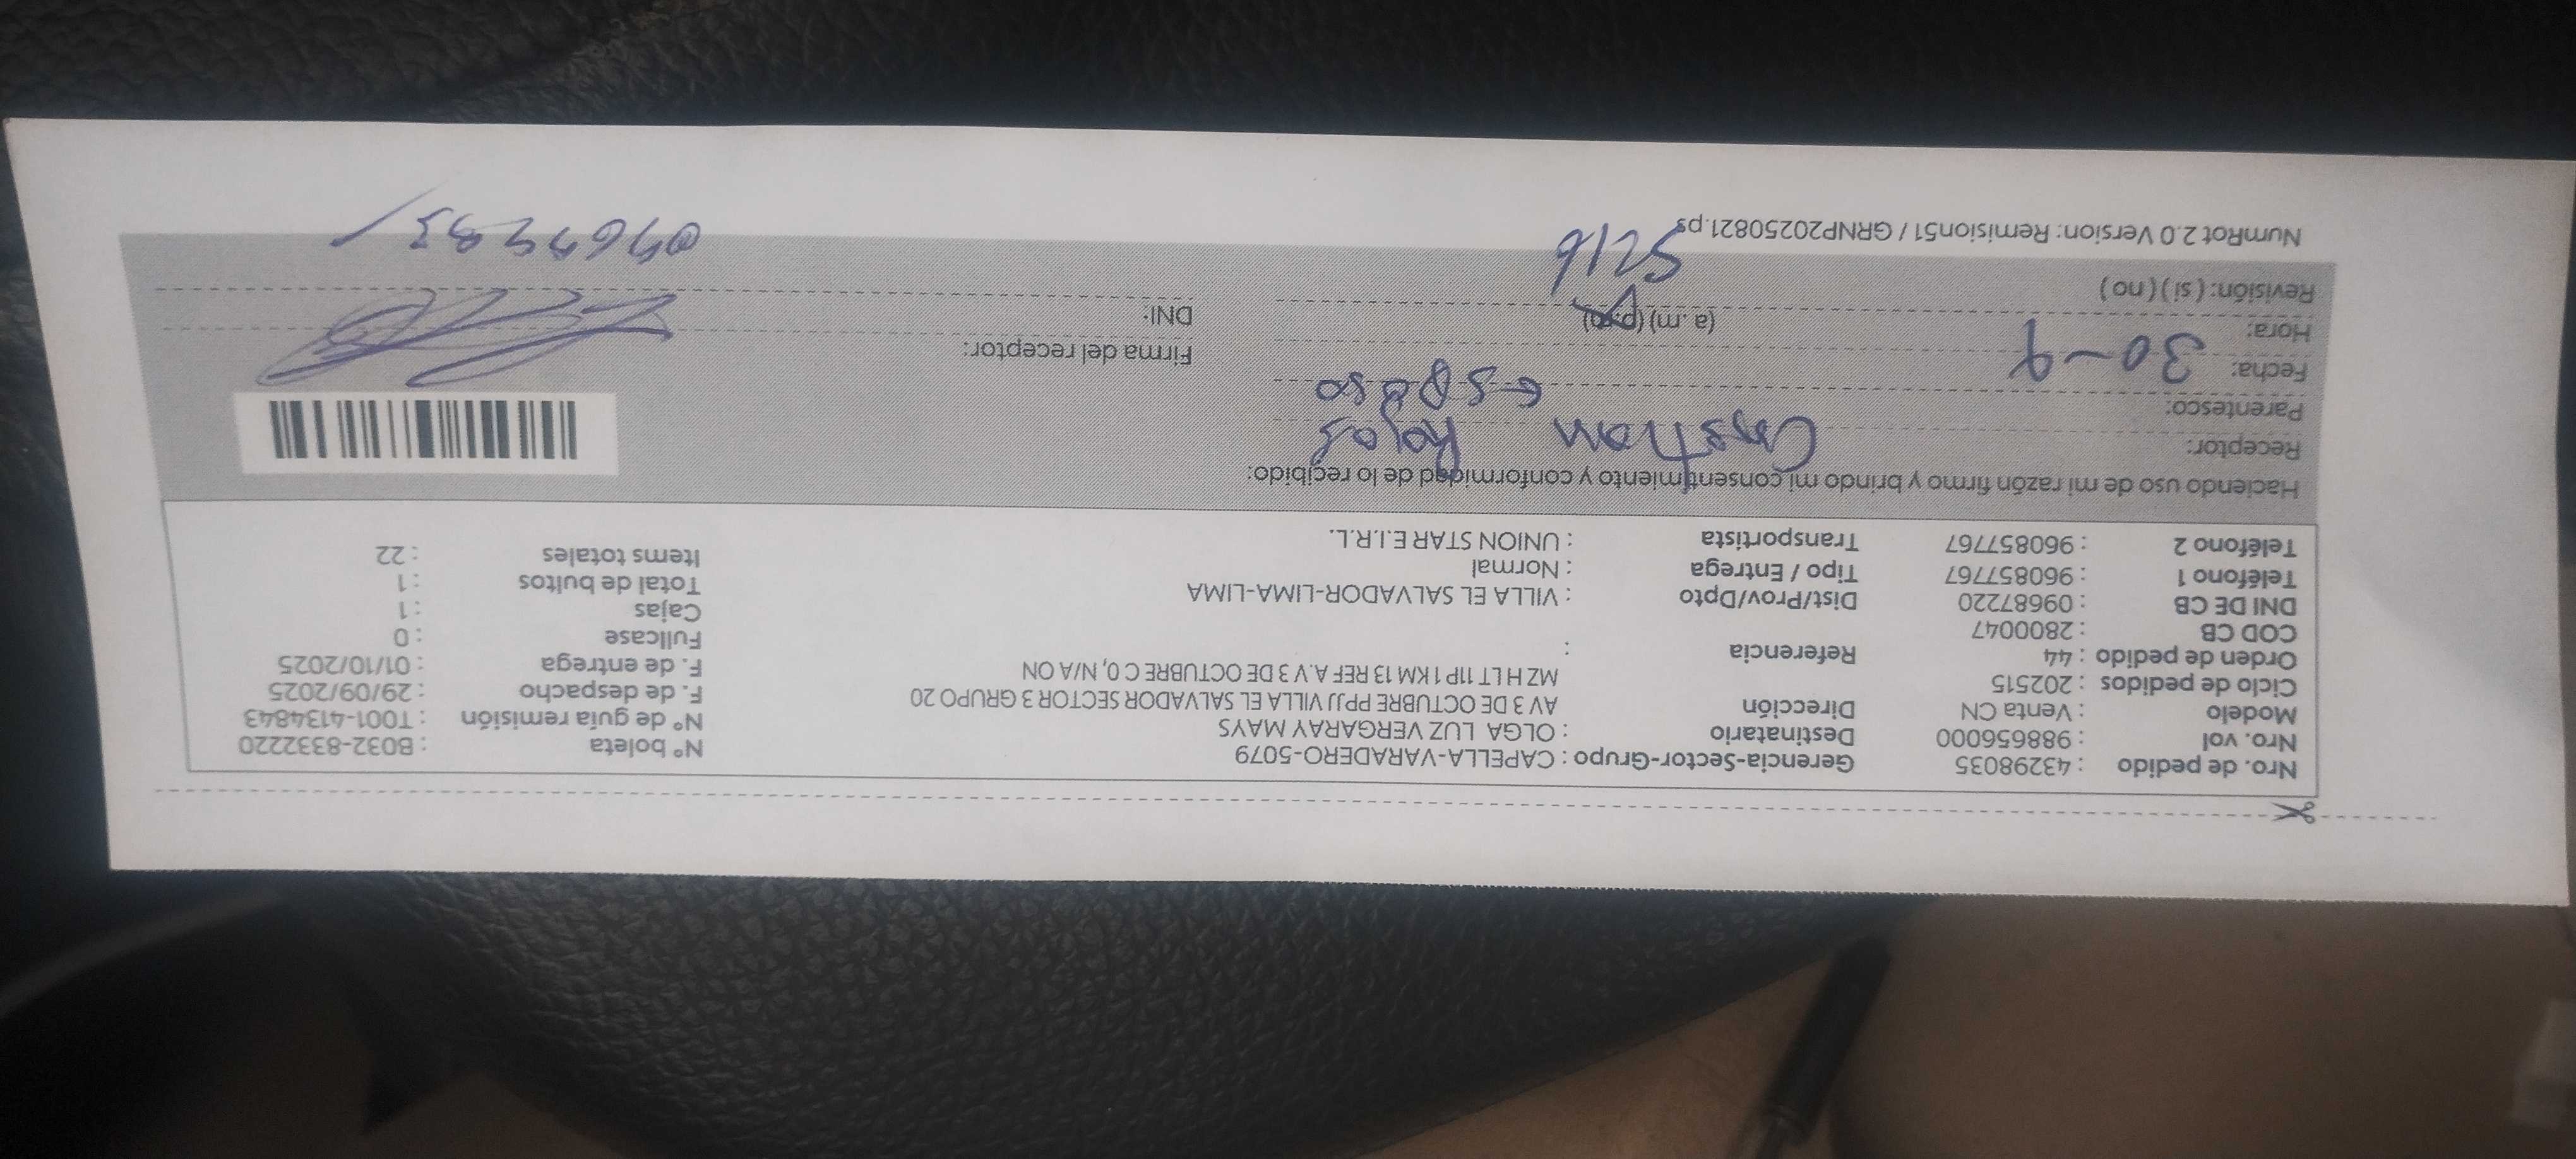 Nro. de pedido : 43298035 Gerencia-Sector-Grupo : CAPELLA-VARADERO-5079 N° boleta : B032-8332220
Nro. vol : 988656000 Destinatario : OLGA LUZ VERGARAY MAYS N° de guía remisión : T001-4134843
Modelo : Venta CN Dirección AV 3 DE OCTUBRE PPJJ VILLA EL SALVADOR SECTOR 3 GRUPO 20 F. de despacho : 29/09/2025
Ciclo de pedidos : 202515 MZ H LT 11P 1 KM 13 REF A.V 3 DE OCTUBRE C 0, N/A ON F. de entrega : 01/10/2025
Orden de pedido : 44 Referencia : Fullcase : 0
COD CB : 2800047 Cajas : 1
DNI DE CB : 09687220 Dist/Prov/Dpto : VILLA EL SALVADOR-LIMA-LIMA Total de bultos : 1
Teléfono 1 : 960857767 Tipo / Entrega : Normal Items totales : 22
Teléfono 2 : 960857767 Transportista : UNION STAR E.I.R.L.
Haciendo uso de mi razón firmo y brindo mi consentimiento y conformidad de lo recibido:
Receptor: Rojas
Parentesco: esposo
Fecha: 30-9 Firma del receptor:
Hora: (a.m) (p.m) DNI:
Revisión: ( si ) ( no ) 5216
NumRot 2.0 Version: Remision51 / GRNP20250821.ps